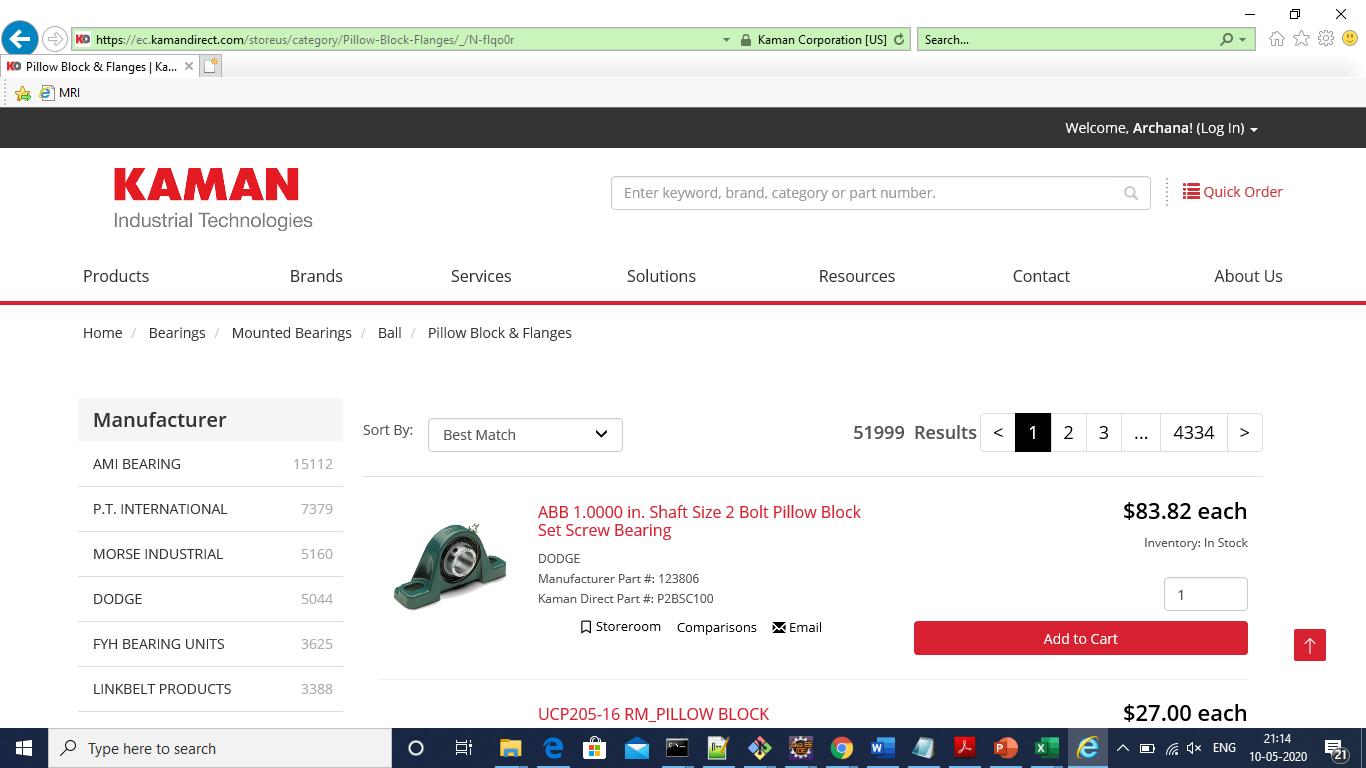 https://ec.kamandirect.com/storeus/category/Pillow-Block-Flanges/_/N-flqo0r
Kaman Corporation [US]
Search...
Pillow Block & Flanges | Ka...
MRI
Welcome, Archana! (Log In)
KAMAN
Industrial Technologies
Enter keyword, brand, category or part number.
Quick Order
Products Brands Services Solutions Resources Contact About Us
Home / Bearings / Mounted Bearings / Ball / Pillow Block & Flanges
Manufacturer
AMI BEARING 15112
P.T. INTERNATIONAL 7379
MORSE INDUSTRIAL 5160
DODGE 5044
FYH BEARING UNITS 3625
LINKBELT PRODUCTS 3388
Sort By: Best Match
51999 Results < 1 2 3 ... 4334 >
ABB 1.0000 in. Shaft Size 2 Bolt Pillow Block
Set Screw Bearing
DODGE
Manufacturer Part #: 123806
Kaman Direct Part #: P2BSC100
Storeroom Comparisons Email
$83.82 each
Inventory: In Stock
1
Add to Cart
UCP205-16 RM_PILLOW BLOCK
$27.00 each
Type here to search
ENG
21:14
10-05-2020
21